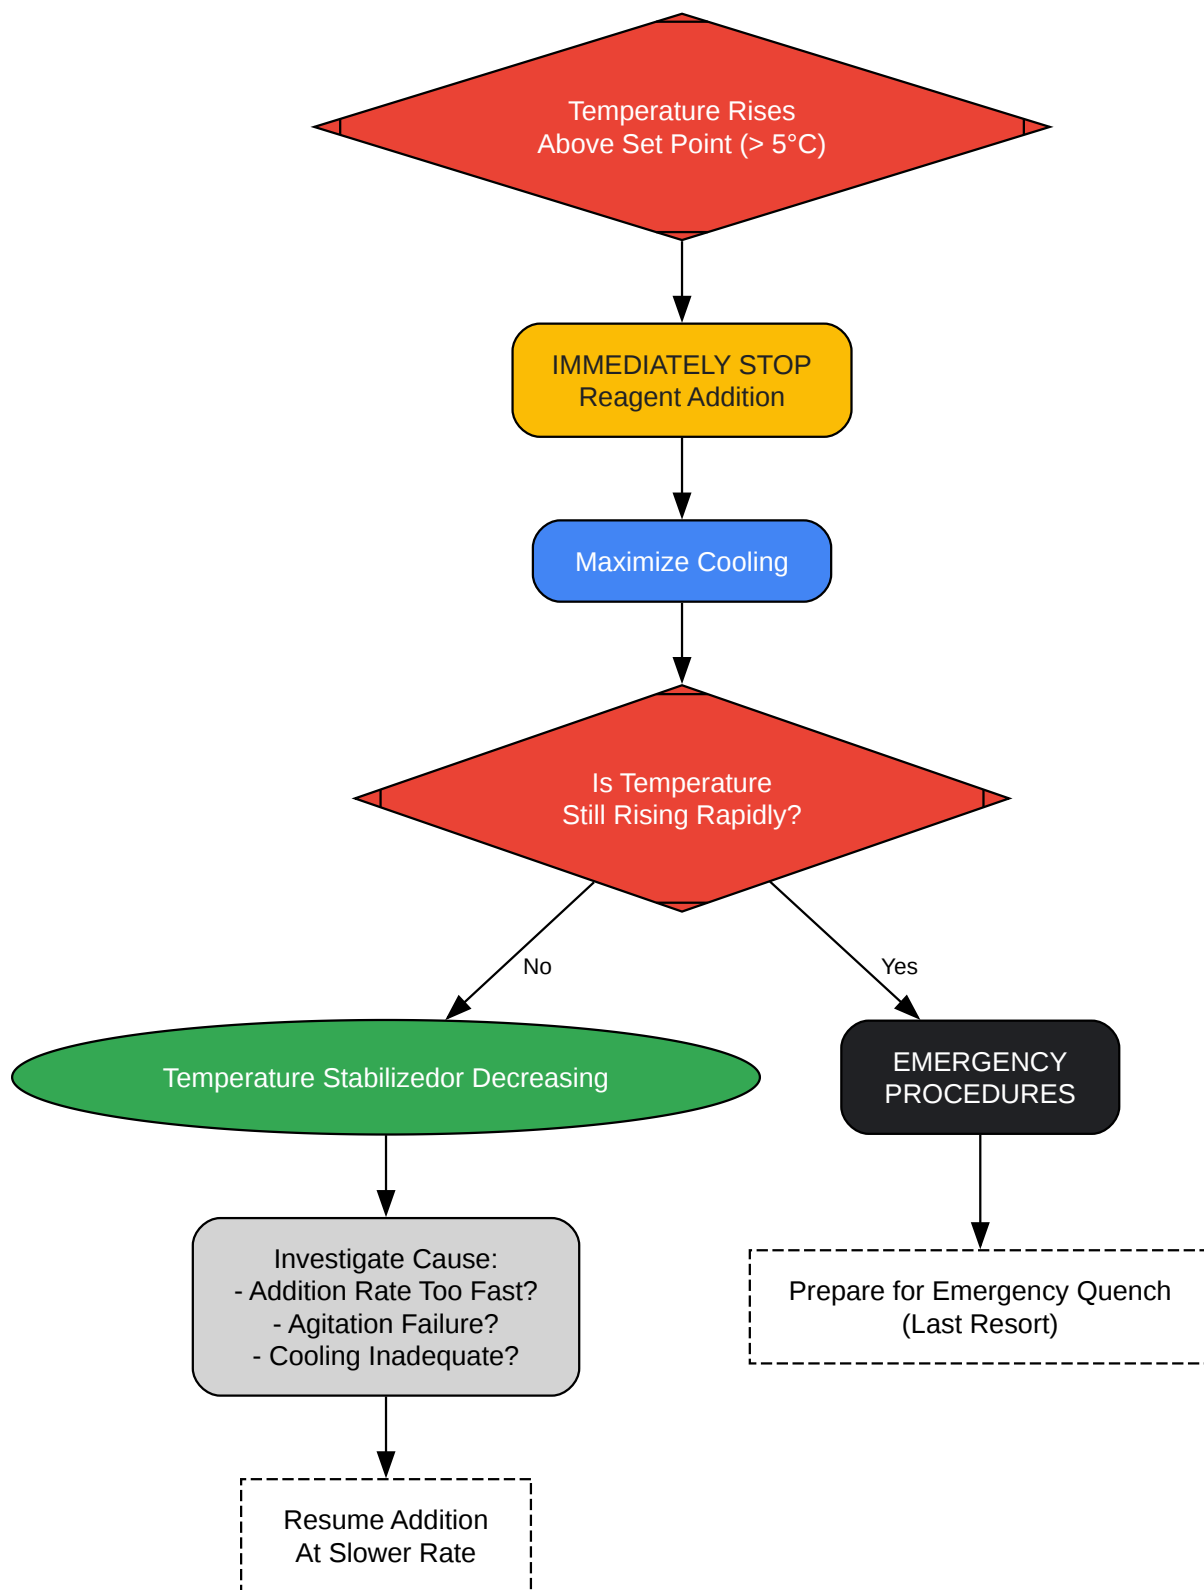 Temperature Rises
Above Set Point (> 5°C)
IMMEDIATELY STOP
Reagent Addition
Maximize Cooling
Is Temperature
Still Rising Rapidly?
No
Yes
Temperature Stabilizedor Decreasing
EMERGENCY
PROCEDURES
Investigate Cause:
- Addition Rate Too Fast?
- Agitation Failure?
- Cooling Inadequate?
Prepare for Emergency Quench
(Last Resort)
Resume Addition
At Slower Rate